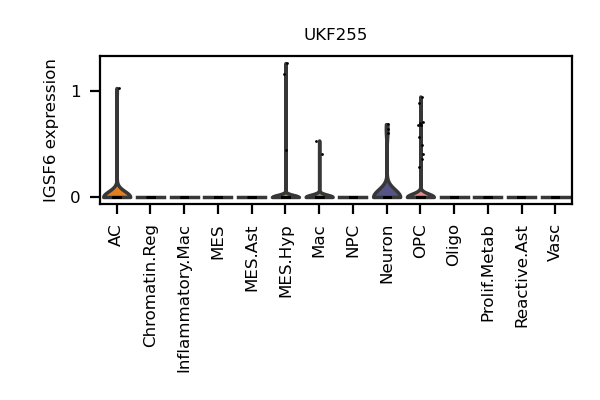 UKF255
IGSF6 expression
1
0
AC
Chromatin.Reg
Inflammatory.Mac
MES
MES.Ast
MES.Hyp
Mac
NPC
Neuron
OPC
Oligo
Prolif.Metab
Reactive.Ast
Vasc